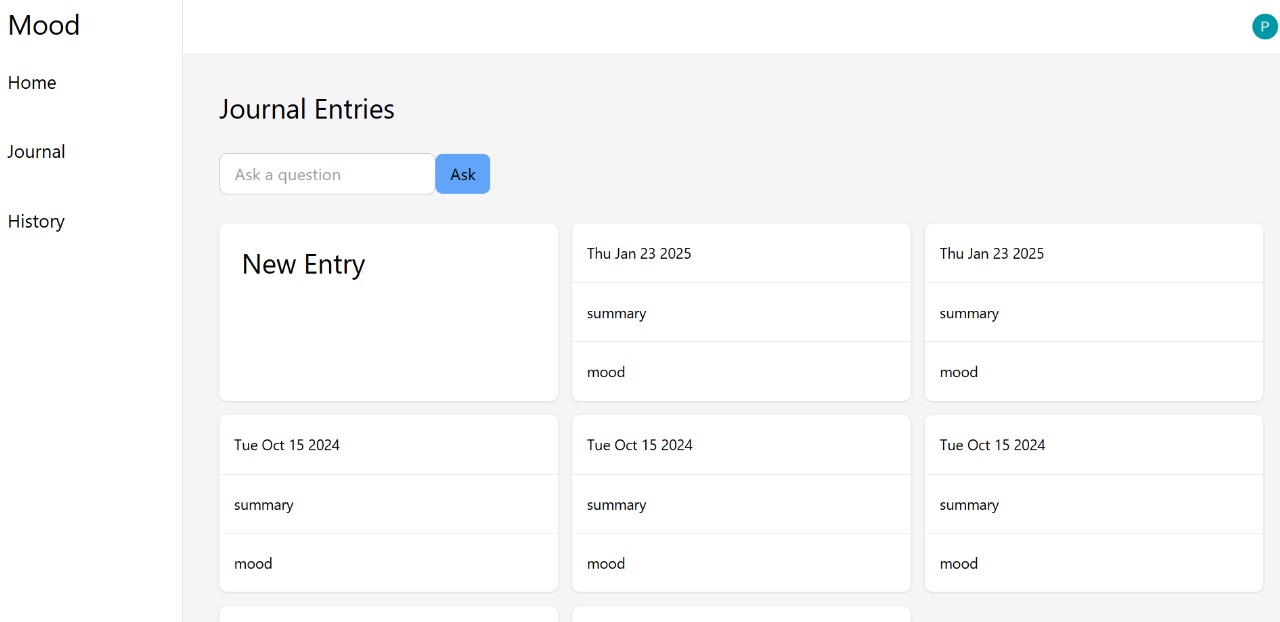 Mood
P
Home
Journal
History
Journal Entries
Ask a question
Ask
New Entry
Thu Jan 23 2025
summary
mood
Thu Jan 23 2025
summary
mood
Tue Oct 15 2024
summary
mood
Tue Oct 15 2024
summary
mood
Tue Oct 15 2024
summary
mood